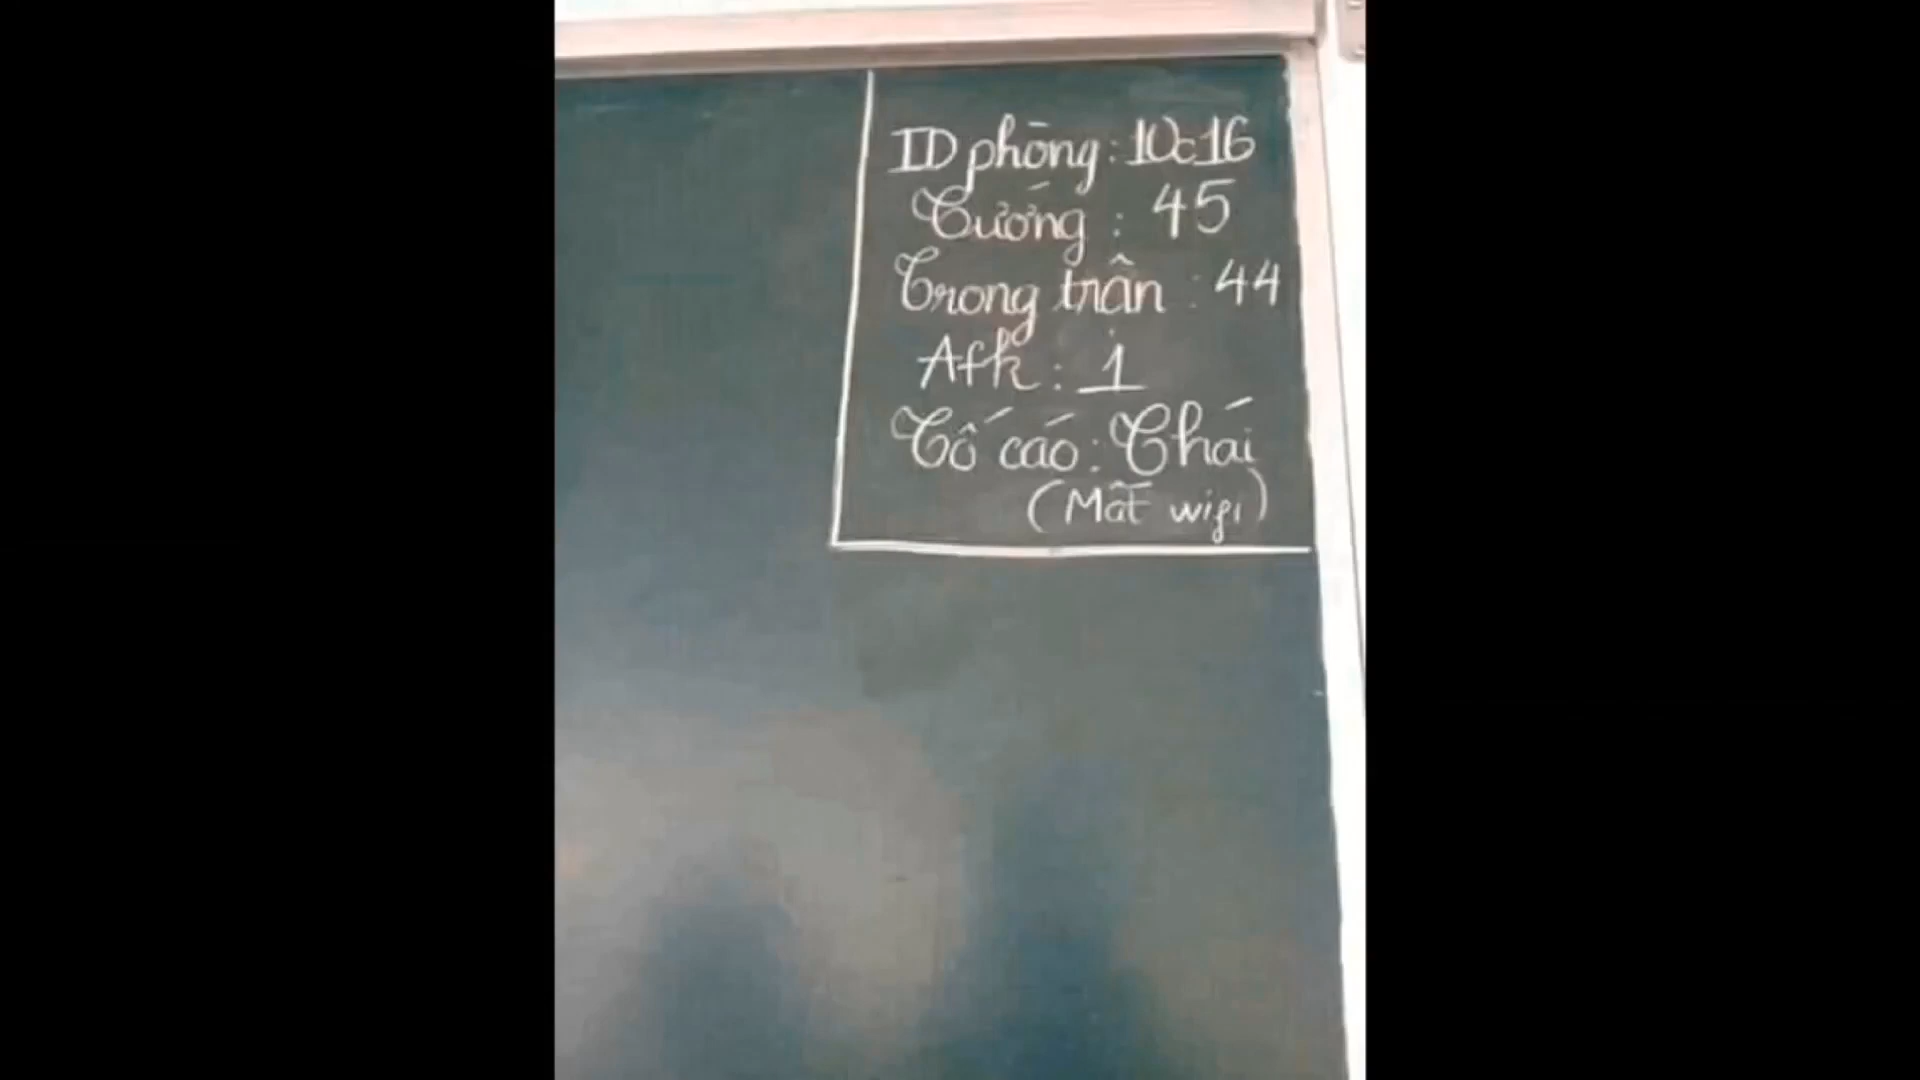 ID phòng: 10c16
Tướng: 45
Trong trận: 44
Afk: 1
Tố cáo: Thái
(Mất wifi)